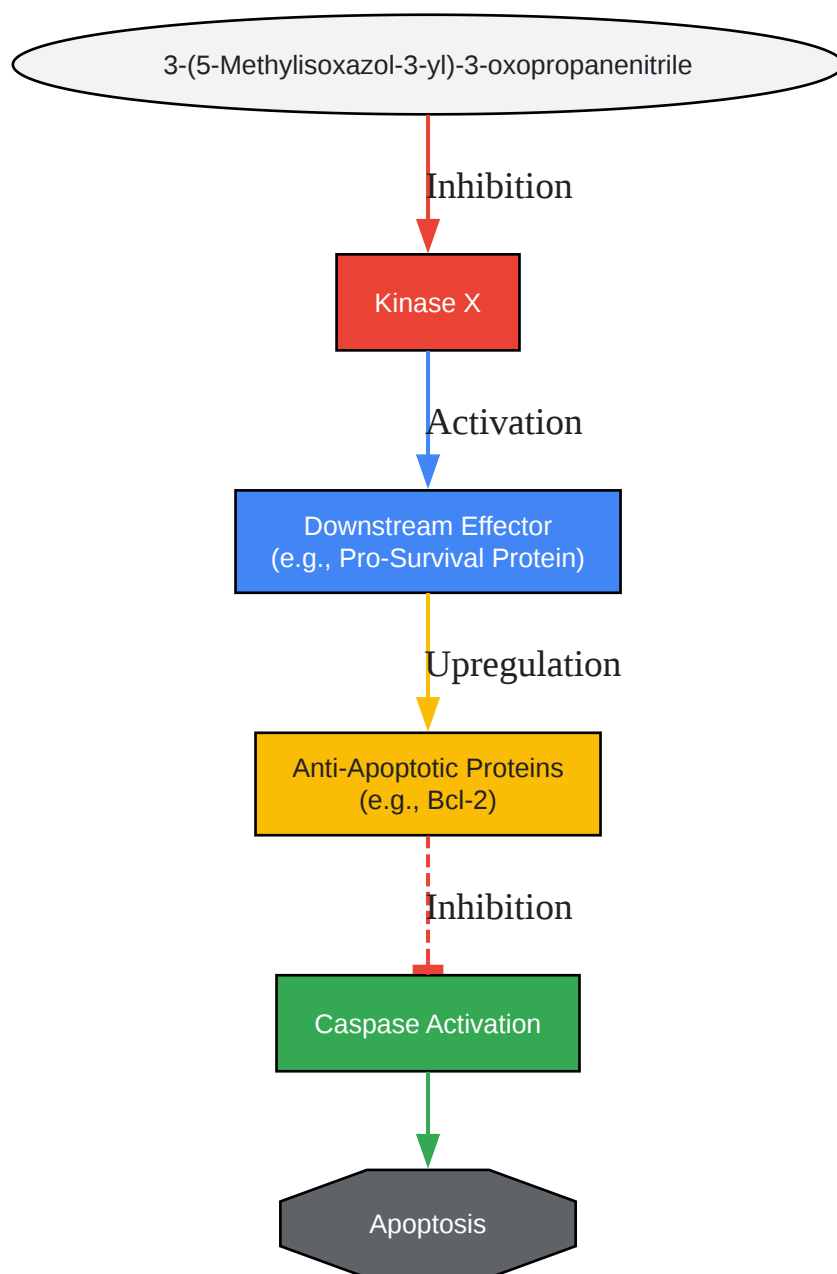 3-(5-Methylisoxazol-3-yl)-3-oxopropanenitrile
Inhibition
Kinase X
Activation
Downstream Effector
(e.g., Pro-Survival Protein)
Upregulation
Anti-Apoptotic Proteins
(e.g., Bcl-2)
Inhibition
Caspase Activation
Apoptosis